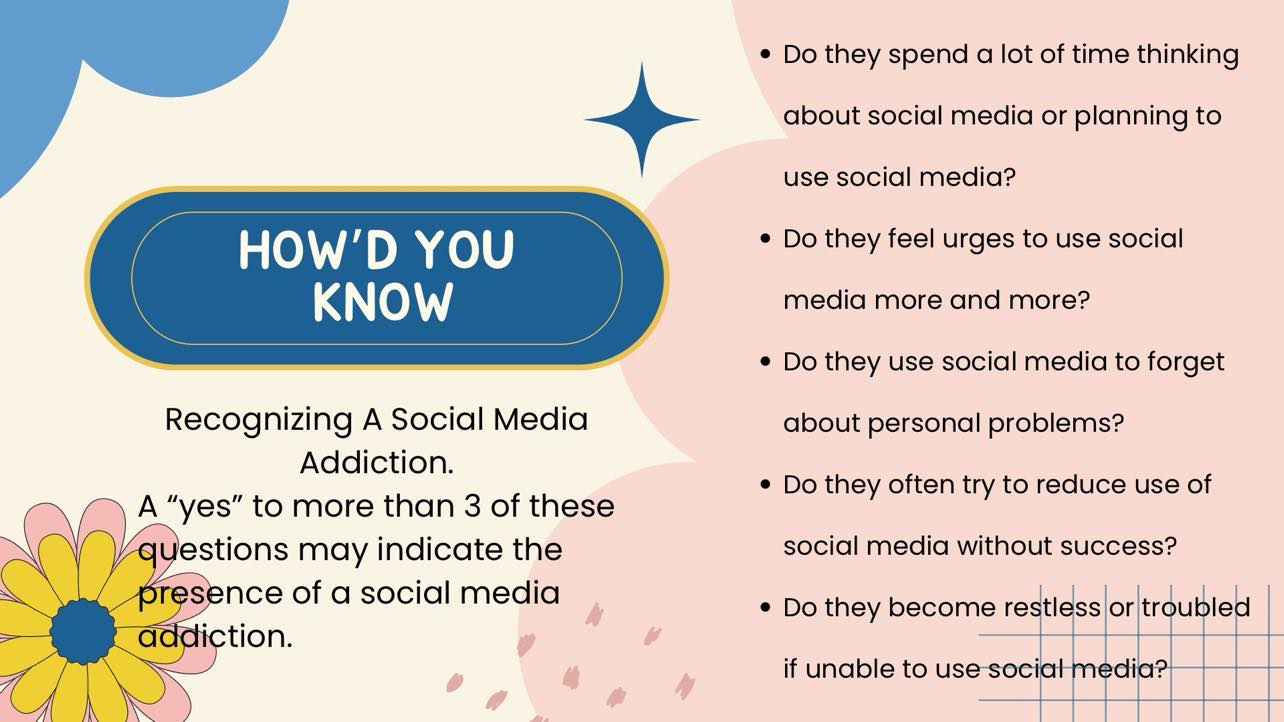 HOW'D YOU
KNOW
Recognizing A Social Media
Addiction.
A “yes” to more than 3 of these
questions may indicate the
presence of a social media
addiction.
• Do they spend a lot of time thinking
about social media or planning to
use social media?
• Do they feel urges to use social
media more and more?
• Do they use social media to forget
about personal problems?
• Do they often try to reduce use of
social media without success?
• Do they become restless or troubled
if unable to use social media?